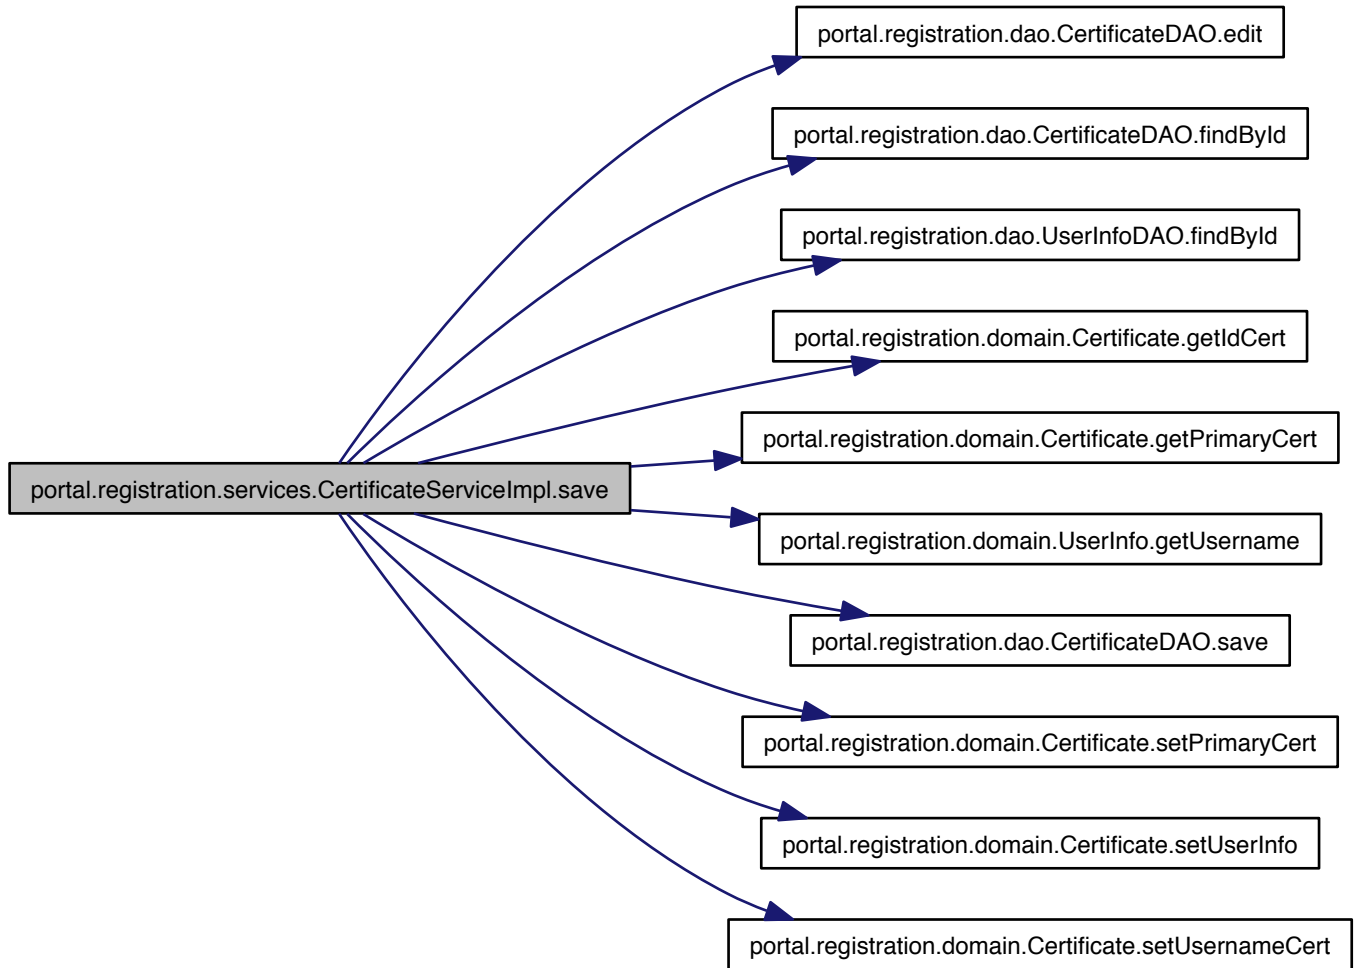 portal.registration.dao.CertificateDAO.edit
portal.registration.dao.CertificateDAO.findById
portal.registration.dao.UserInfoDAO.findById
portal.registration.domain.Certificate.getIdCert
portal.registration.domain.Certificate.getPrimaryCert
portal.registration.services.CertificateServiceImpl.save
portal.registration.domain.UserInfo.getUsername
portal.registration.dao.CertificateDAO.save
portal.registration.domain.Certificate.setPrimaryCert
portal.registration.domain.Certificate.setUserInfo
portal.registration.domain.Certificate.setUsernameCert